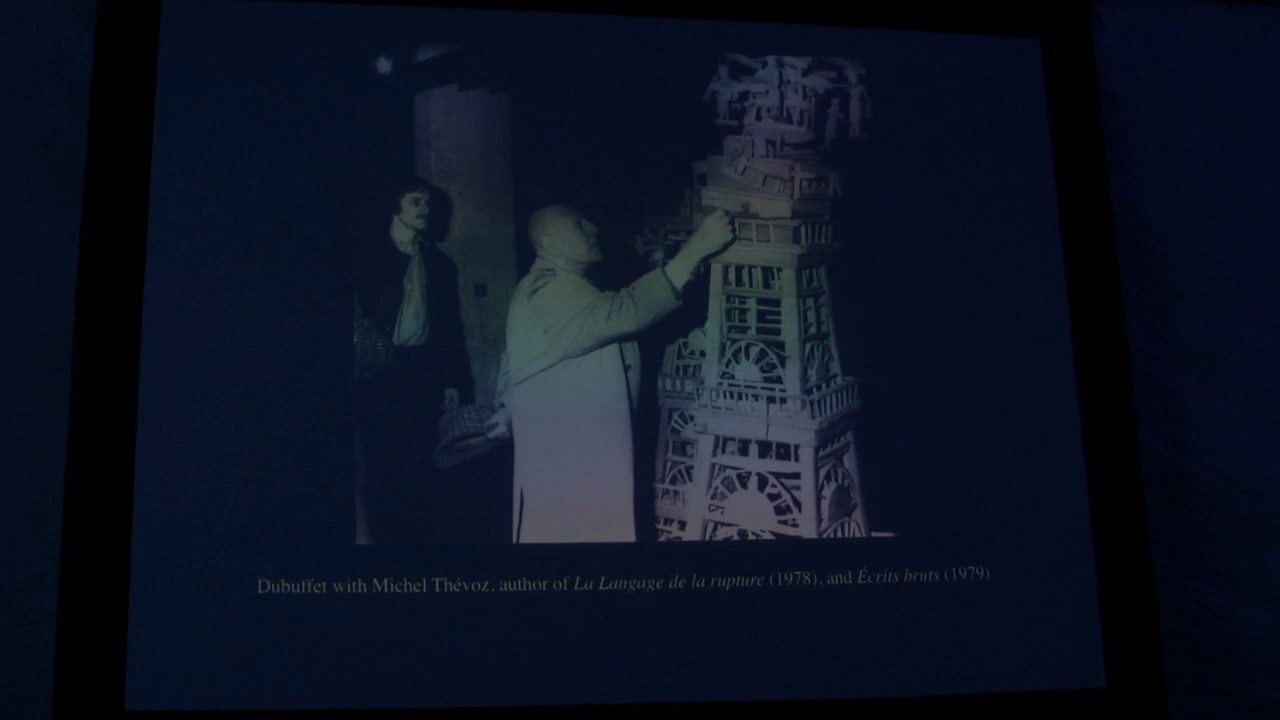 Dubuffet with Michel Thévoz, author of La Langage de la rupture (1978), and Écrits bruts (1979)